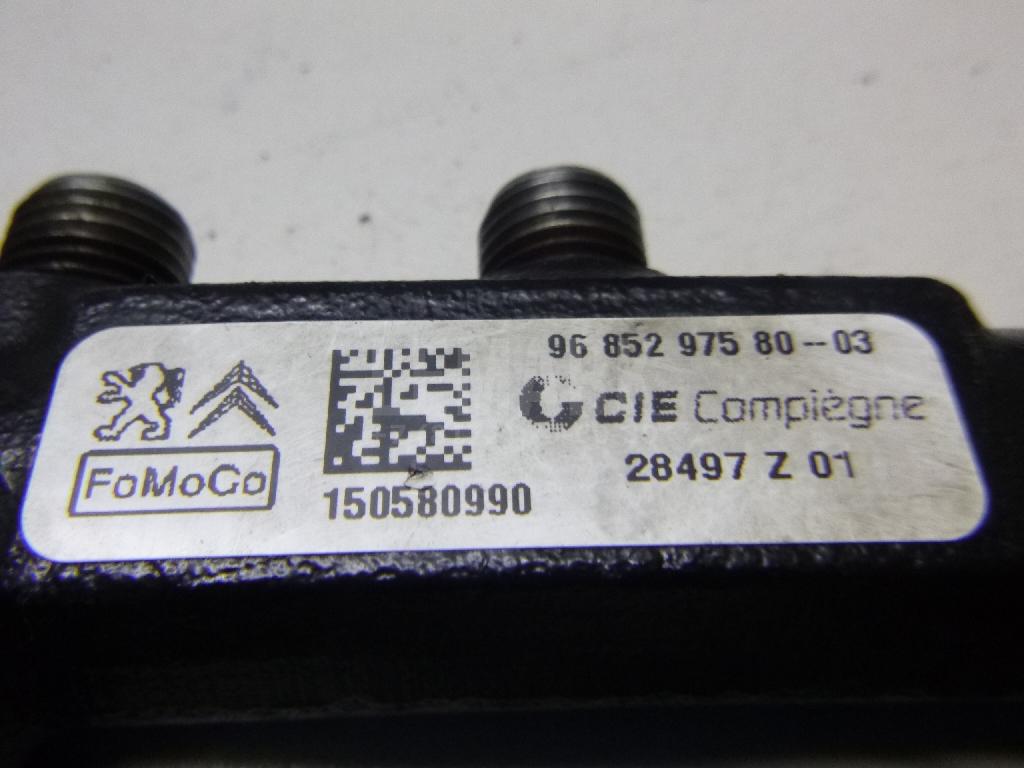 FoMoCo
150580990
96 852 975 80-03
CIE Compiègne
28497 Z 01